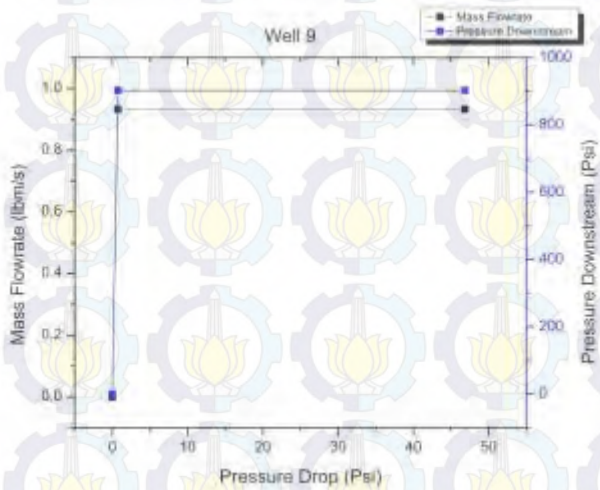 Well 9
Mass Flowrate
Pressure Downstream
1.0
0.8
0.6
0.4
0.2
0.0
Mass Flowrate (lbm/s)
1000
800
600
400
200
0
Pressure Downstream (Psi)
0 10 20 30 40 50
Pressure Drop (Psi)